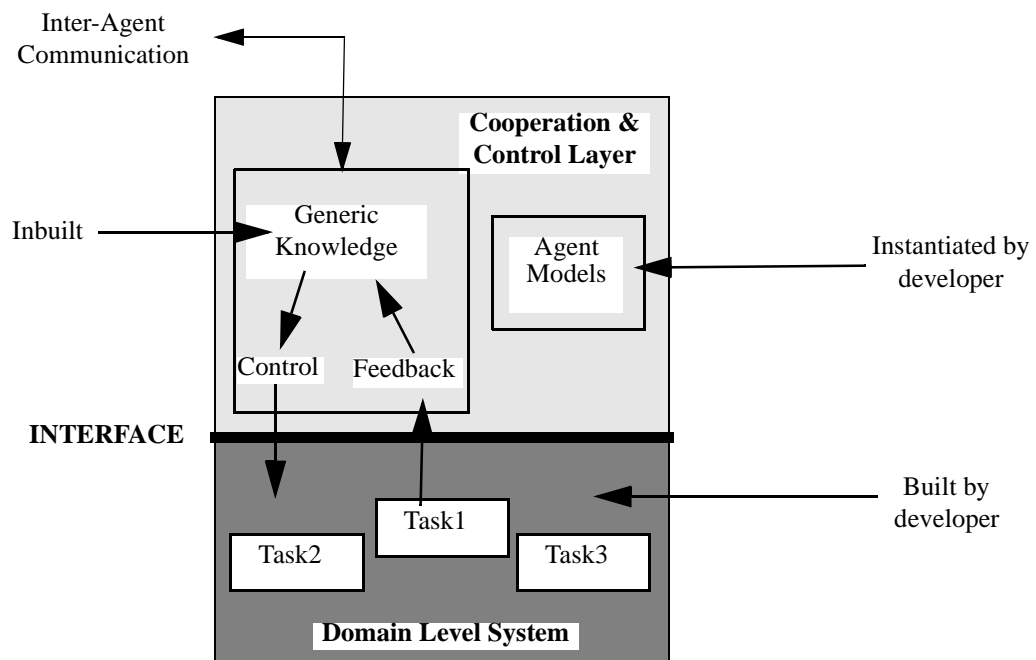 Inter-Agent
Communication
Cooperation &
Control Layer
Generic
Knowledge
Inbuilt
Agent
Models
Instantiated by
developer
Control
Feedback
INTERFACE
Built by
developer
Task1
Task2
Task3
Domain Level System